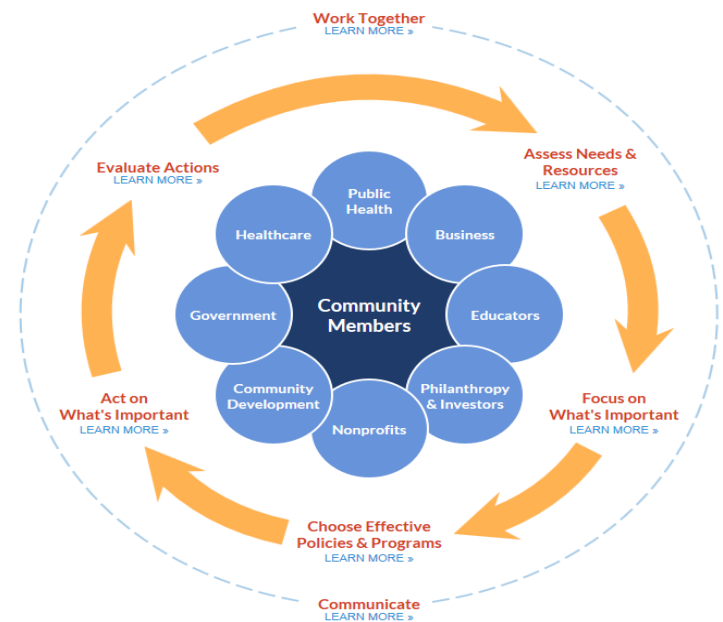 Work Together
LEARN MORE »
Evaluate Actions
LEARN MORE »
Assess Needs &
Resources
LEARN MORE »
Public
Health
Healthcare
Business
Government
Community
Members
Educators
Community
Development
Philanthropy
& Investors
Nonprofits
Act on
What's Important
LEARN MORE »
Focus on
What's Important
LEARN MORE »
Choose Effective
Policies & Programs
LEARN MORE »
Communicate
LEARN MORE »